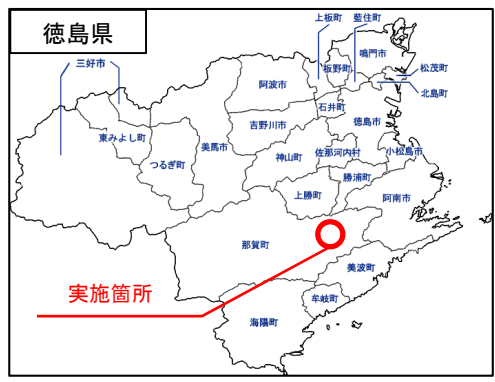 徳島県
上板町
藍住町
鳴門市
三好市
板野町
松茂町
阿波市
北島町
石井町
吉野川市
徳島市
東みよし町
美馬市
つるぎ町
神山町
佐那河内村
小松島市
勝浦町
上勝町
阿南市
那賀町
美波町
実施箇所
牟岐町
海陽町